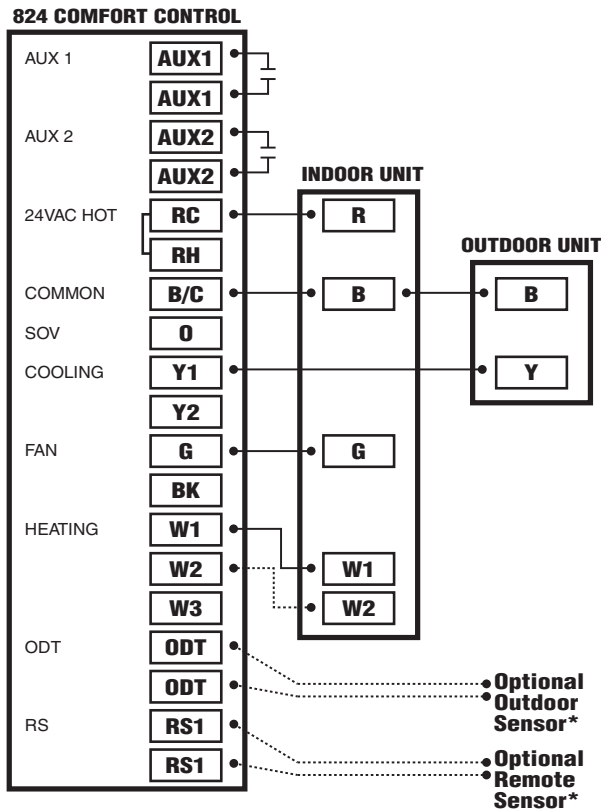 824 COMFORT CONTROL
AUX 1 AUX1
AUX1
AUX 2 AUX2
AUX2
INDOOR UNIT
24VAC HOT RC R
RH
OUTDOOR UNIT
COMMON B/C B B
SOV O
COOLING Y1 Y
Y2
FAN G G
BK
HEATING W1 W1
W2 W2
W3
ODT ODT
ODT
Optional
Outdoor
Sensor*
RS RS1
RS1
Optional
Remote
Sensor*